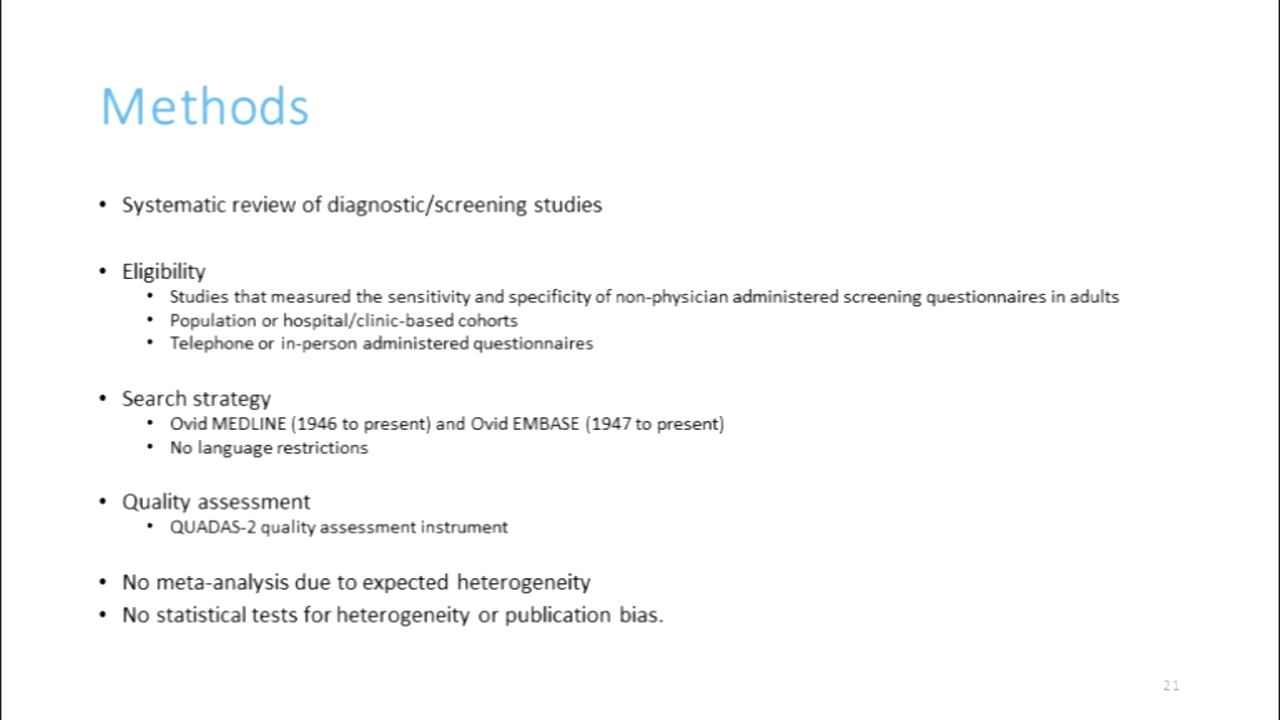 Methods
• Systematic review of diagnostic/screening studies
• Eligibility
• Studies that measured the sensitivity and specificity of non-physician administered screening questionnaires in adults
• Population or hospital/clinic-based cohorts
• Telephone or in-person administered questionnaires
• Search strategy
• Ovid MEDLINE (1946 to present) and Ovid EMBASE (1947 to present)
• No language restrictions
• Quality assessment
• QUADAS-2 quality assessment instrument
• No meta-analysis due to expected heterogeneity
• No statistical tests for heterogeneity or publication bias.
21